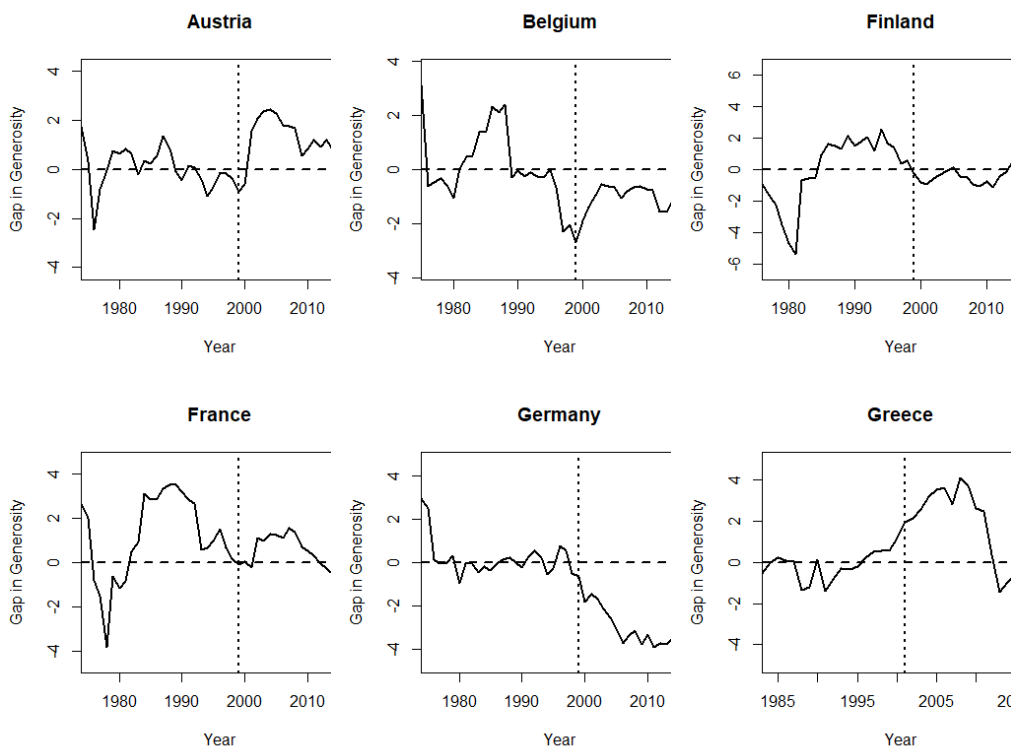 Austria
Gap in Generosity
4
2
0
-2
-4
1980 1990 2000 2010
Year
Belgium
Gap in Generosity
4
2
0
-2
-4
1980 1990 2000 2010
Year
Finland
Gap in Generosity
6
4
2
0
-2
-4
-6
1980 1990 2000 2010
Year
France
Gap in Generosity
4
2
0
-2
-4
1980 1990 2000 2010
Year
Germany
Gap in Generosity
4
2
0
-2
-4
1980 1990 2000 2010
Year
Greece
Gap in Generosity
4
2
0
-2
-4
1985 1995 2005
Year